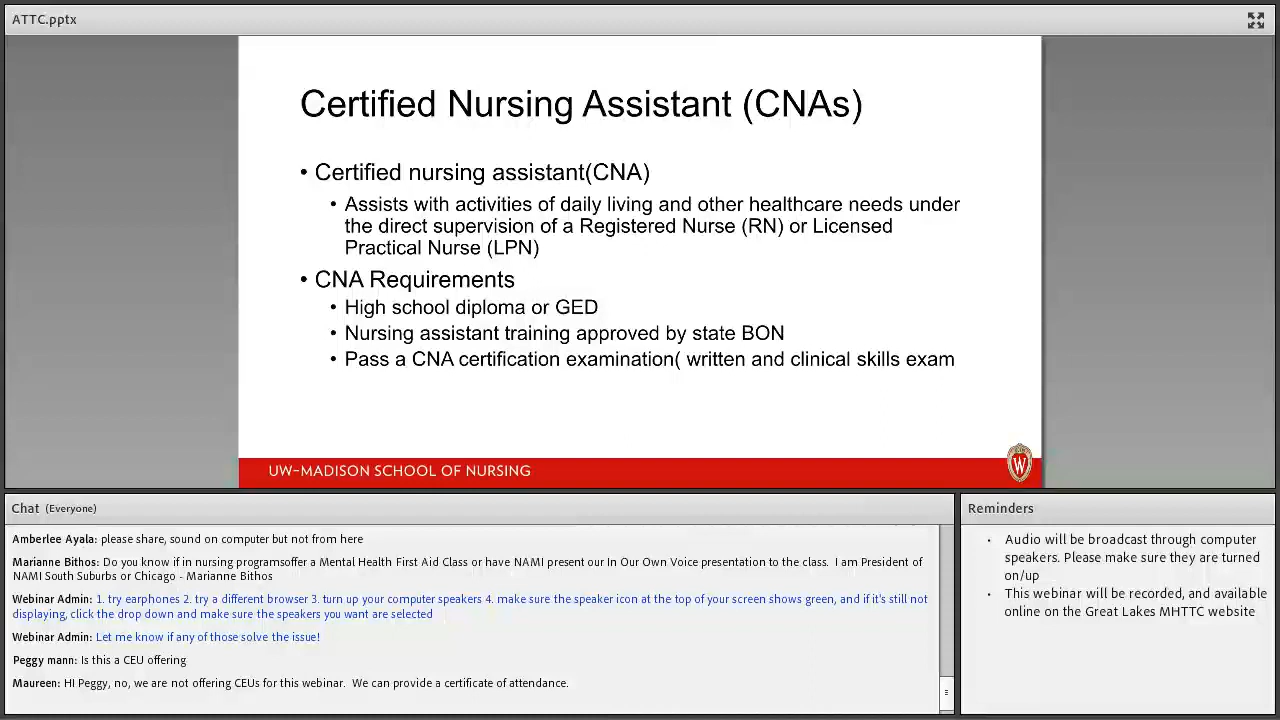 ATTC.pptx
Certified Nursing Assistant (CNAs)
• Certified nursing assistant(CNA)
• Assists with activities of daily living and other healthcare needs under
the direct supervision of a Registered Nurse (RN) or Licensed
Practical Nurse (LPN)
• CNA Requirements
• High school diploma or GED
• Nursing assistant training approved by state BON
• Pass a CNA certification examination( written and clinical skills exam
UW-MADISON SCHOOL OF NURSING
W
Chat (Everyone)
Amberlee Ayala: please share, sound on computer but not from here
Marianne Bithos: Do you know if in nursing programsoffer a Mental Health First Aid Class or have NAMI present our In Our Own Voice presentation to the class. I am President of
NAMI South Suburbs or Chicago - Marianne Bithos
Webinar Admin: 1. try earphones 2. try a different browser 3. turn up your computer speakers 4. make sure the speaker icon at the top of your screen shows green, and if it's still not
displaying, click the drop down and make sure the speakers you want are selected
Webinar Admin: Let me know if any of those solve the issue!
Peggy mann: Is this a CEU offering
Maureen: HI Peggy, no, we are not offering CEUs for this webinar. We can provide a certificate of attendance.
Reminders
• Audio will be broadcast through computer
speakers. Please make sure they are turned
on/up
• This webinar will be recorded, and available
online on the Great Lakes MHTTC website